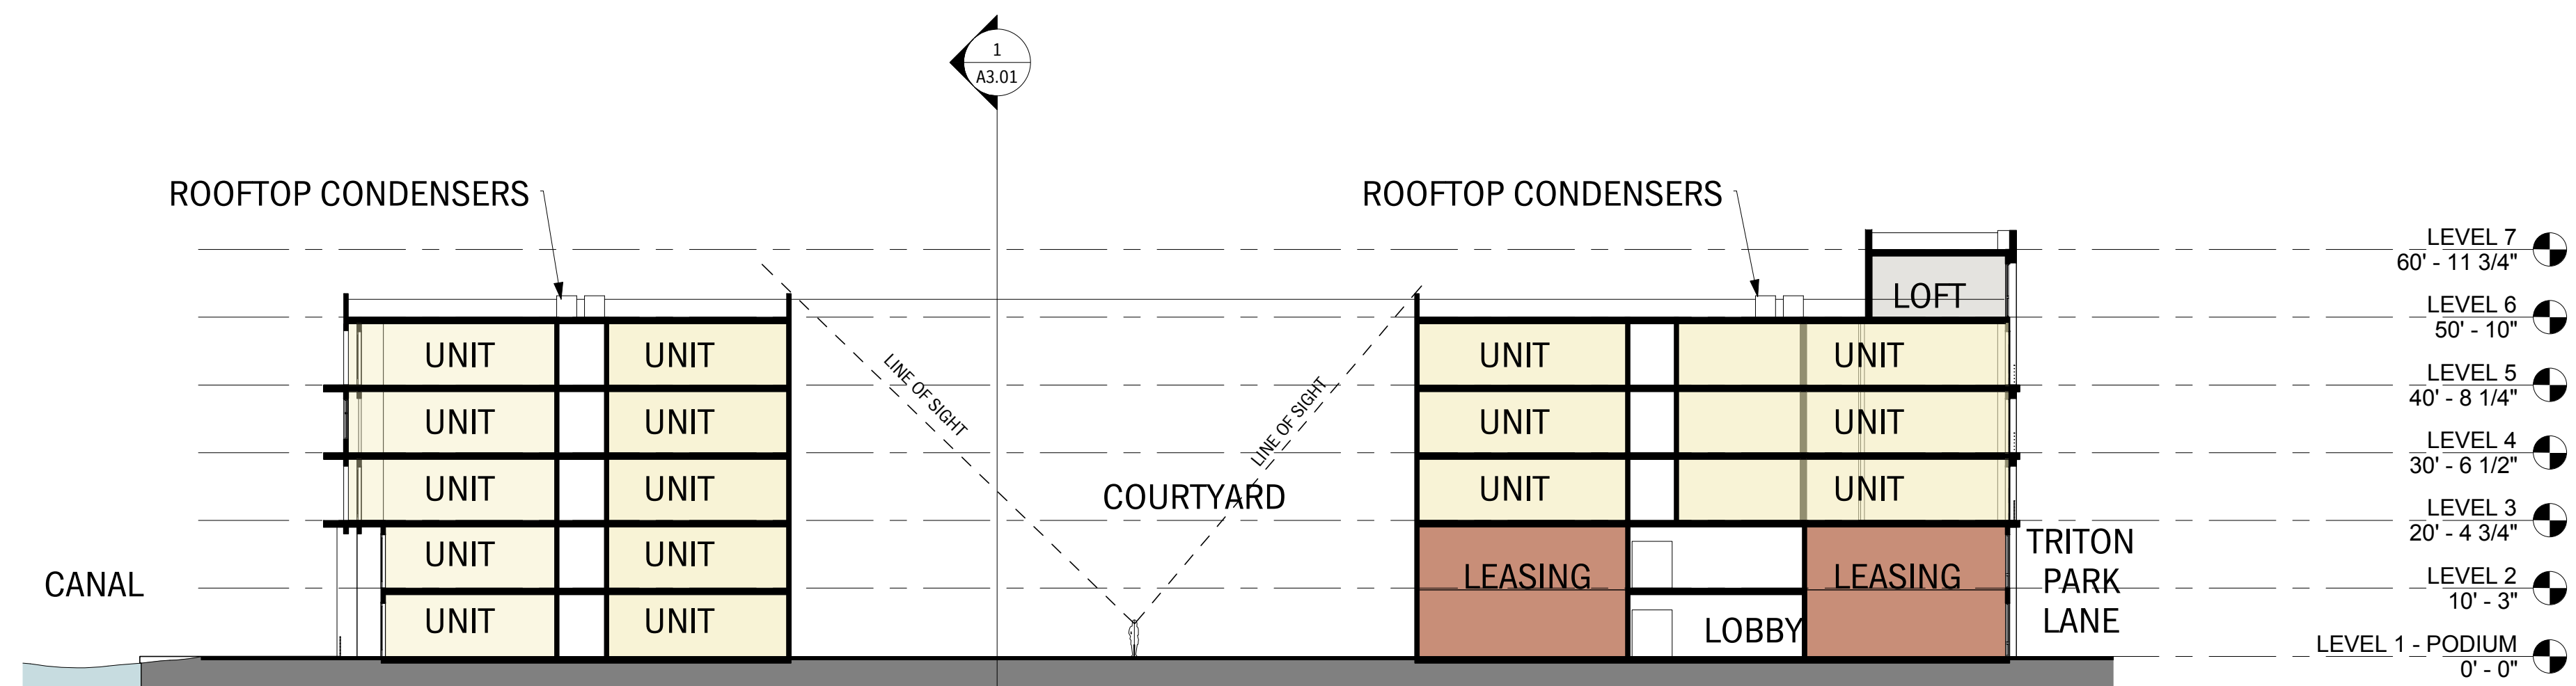 1
A3.01
ROOFTOP CONDENSERS
ROOFTOP CONDENSERS
LEVEL 7
60' - 11 3/4"
LOFT
LEVEL 6
50' - 10"
UNIT
UNIT
LINE OF SIGHT
LINE OF SIGHT
UNIT
UNIT
LEVEL 5
40' - 8 1/4"
UNIT
UNIT
UNIT
UNIT
LEVEL 4
30' - 6 1/2"
UNIT
UNIT
COURTYARD
UNIT
UNIT
LEVEL 3
20' - 4 3/4"
CANAL
UNIT
UNIT
LEASING
LEASING
TRITON
PARK
LANE
LEVEL 2
10' - 3"
UNIT
UNIT
LOBBY
LEVEL 1 - PODIUM
0' - 0"